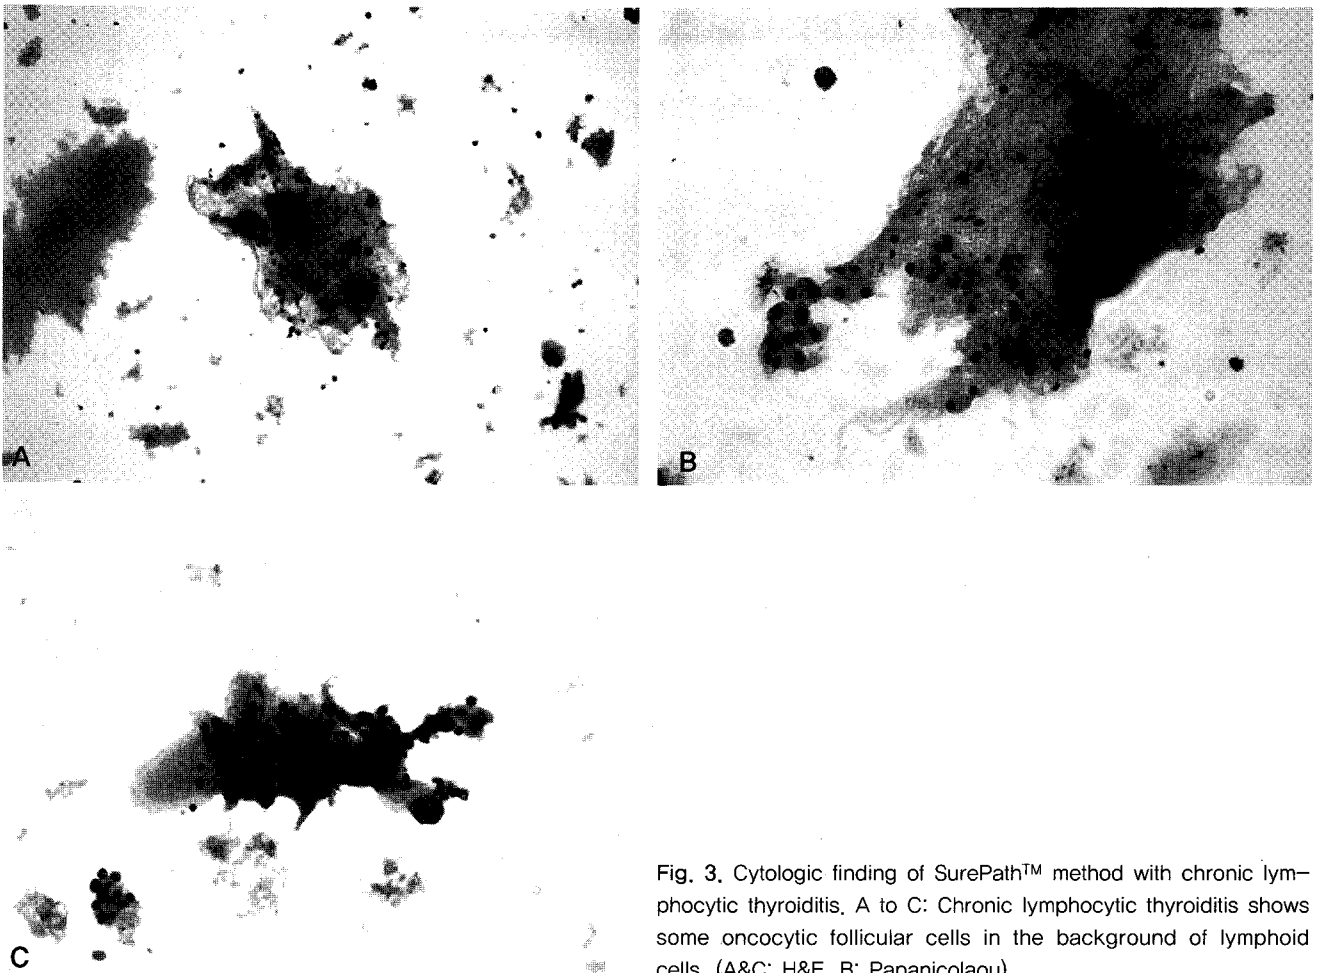 A
B
C
Fig. 3. Cytologic finding of SurePath™ method with chronic lym-
phocytic thyroiditis. A to C: Chronic lymphocytic thyroiditis shows
some oncocytic follicular cells in the background of lymphoid
cells. (A&C: H&E, B: Papanicolaou)